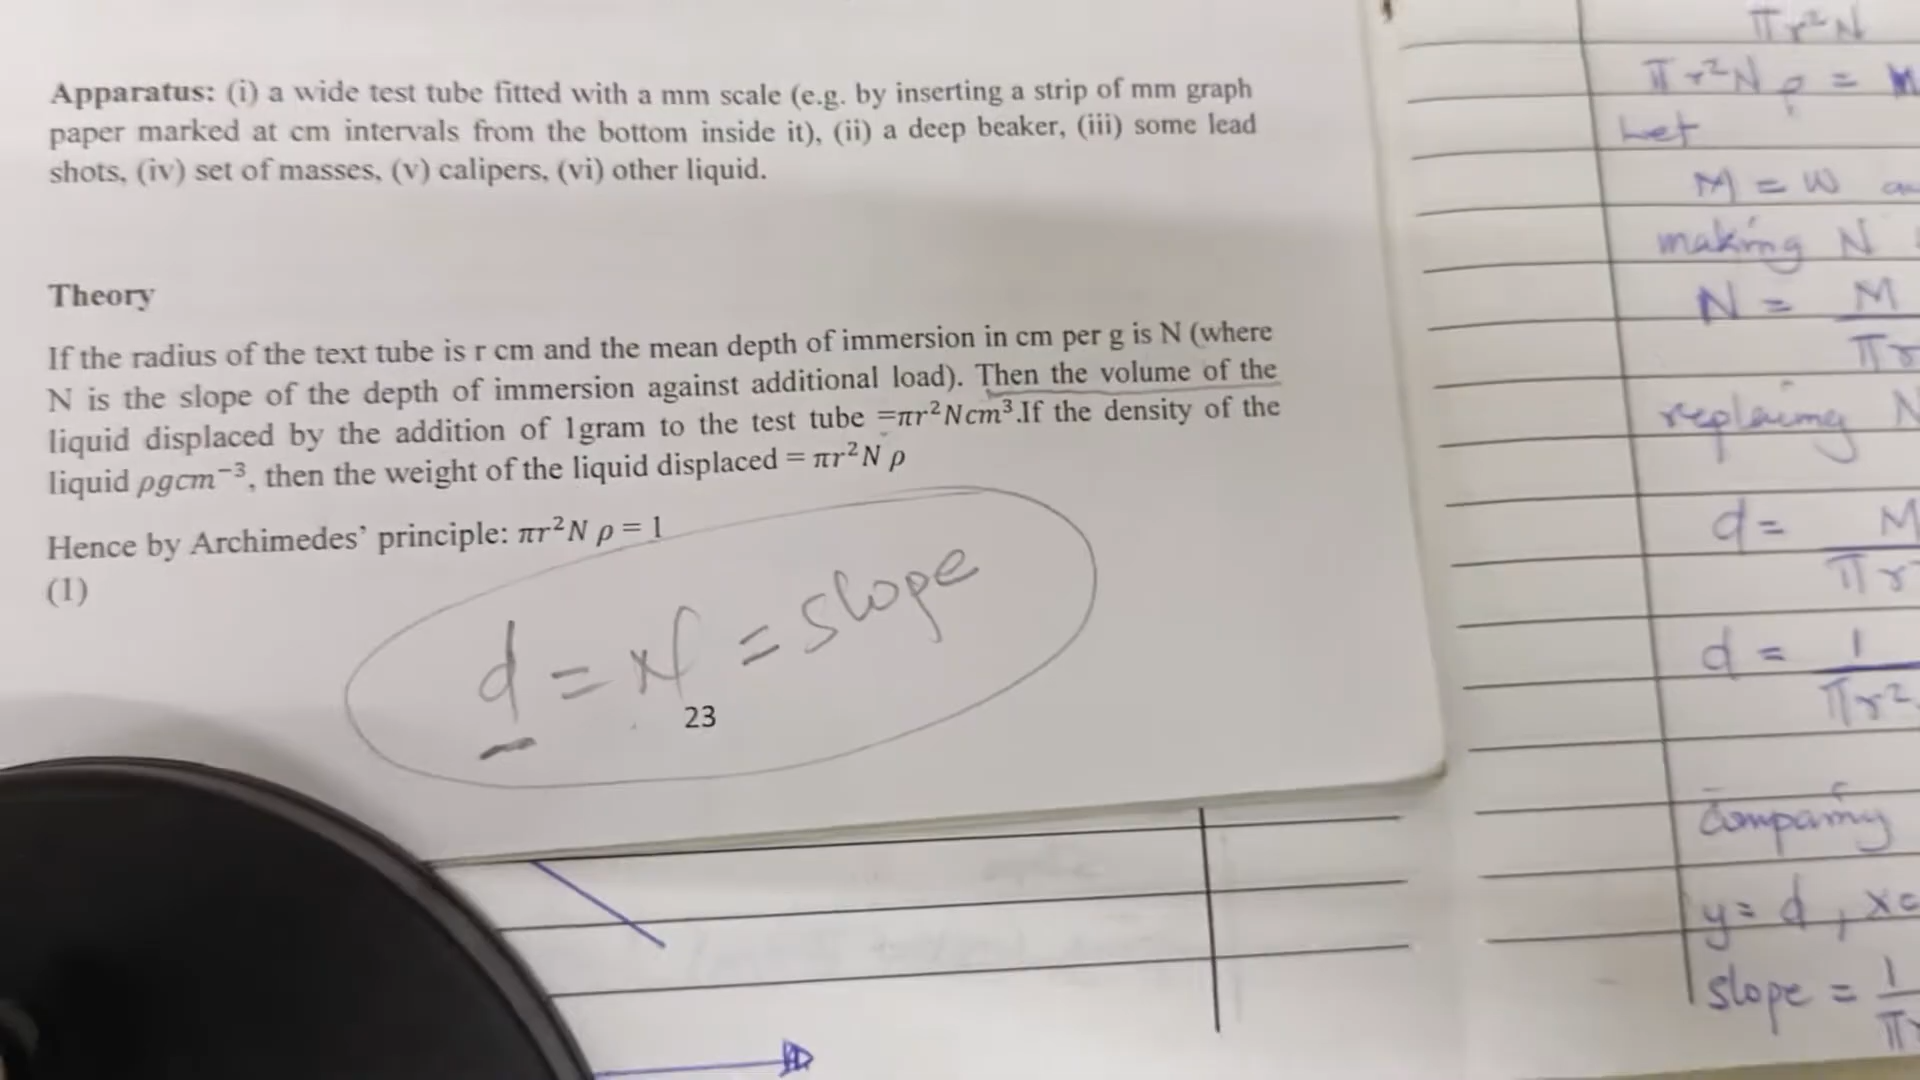 Apparatus: (i) a wide test tube fitted with a mm scale (e.g. by inserting a strip of mm graph
paper marked at cm intervals from the bottom inside it), (ii) a deep beaker, (iii) some lead
shots, (iv) set of masses, (v) calipers, (vi) other liquid.
Theory
If the radius of the text tube is r cm and the mean depth of immersion in cm per g is N (where
N is the slope of the depth of immersion against additional load). Then the volume of the
liquid displaced by the addition of 1gram to the test tube =πr²Ncm³.If the density of the
liquid ρgcm⁻³, then the weight of the liquid displaced = πr²N ρ
Hence by Archimedes’ principle: πr²N ρ = 1
(1)
d = = slope
23
πr²N
πr²N ρ = M
Let
M = W
making N
N = M
πr
replacing N
d = M
πr
d = 1
πr²
Comparing
y = d, x =
slope = 1
πr